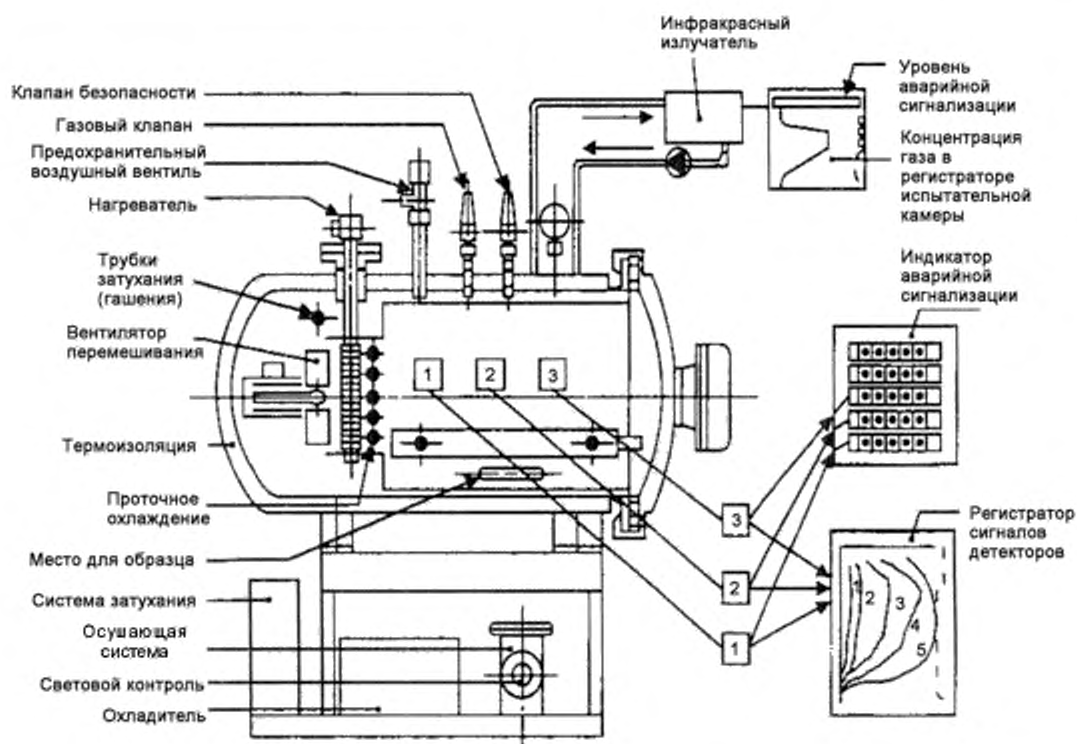 Инфракрасный
излучатель
Клапан безопасности
Газовый клапан
Предохранительный
воздушный вентиль
Нагреватель
Трубки
затухания
(гашения)
Вентилятор
перемешивания
Термоизоляция
Проточное
охлаждение
Место для образца
Система затухания
Осушающая
система
Световой контроль
Охладитель
Уровень
аварийной
сигнализации
Концентрация
газа в
регистраторе
испытательной
камеры
Индикатор
аварийной
сигнализации
Регистратор
сигналов
детекторов
1 2 3
3
2
1
1 2 3 4 5